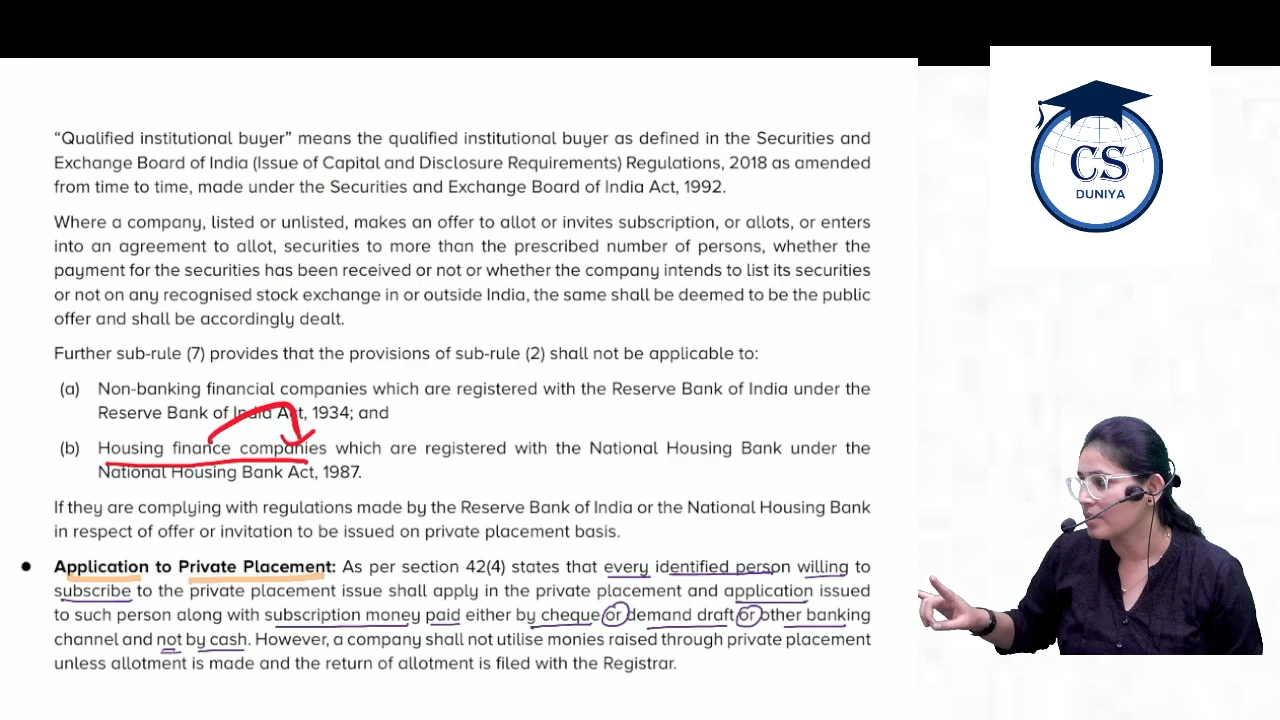 “Qualified institutional buyer” means the qualified institutional buyer as defined in the Securities and
Exchange Board of India (Issue of Capital and Disclosure Requirements) Regulations, 2018 as amended
from time to time, made under the Securities and Exchange Board of India Act, 1992.
Where a company, listed or unlisted, makes an offer to allot or invites subscription, or allots, or enters
into an agreement to allot, securities to more than the prescribed number of persons, whether the
payment for the securities has been received or not or whether the company intends to list its securities
or not on any recognised stock exchange in or outside India, the same shall be deemed to be the public
offer and shall be accordingly dealt.
Further sub-rule (7) provides that the provisions of sub-rule (2) shall not be applicable to:
(a) Non-banking financial companies which are registered with the Reserve Bank of India under the
Reserve Bank of India Act, 1934; and
(b) Housing finance companies which are registered with the National Housing Bank under the
National Housing Bank Act, 1987.
If they are complying with regulations made by the Reserve Bank of India or the National Housing Bank
in respect of offer or invitation to be issued on private placement basis.
● Application to Private Placement: As per section 42(4) states that every identified person willing to
subscribe to the private placement issue shall apply in the private placement and application issued
to such person along with subscription money paid either by cheque or demand draft or other banking
channel and not by cash. However, a company shall not utilise monies raised through private placement
unless allotment is made and the return of allotment is filed with the Registrar.
CS
DUNIYA